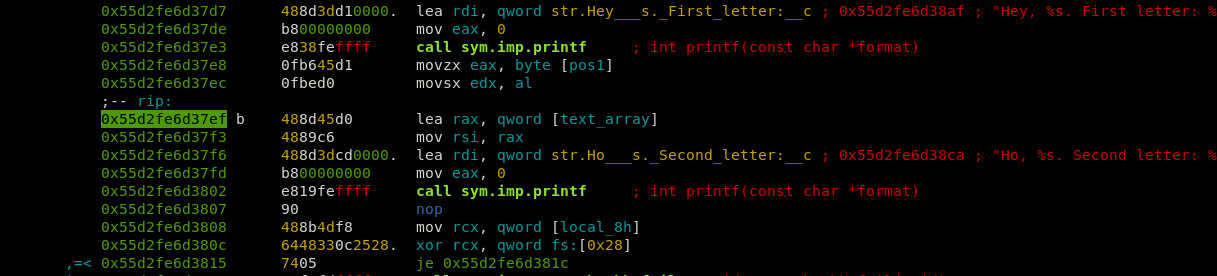 0x55d2fe6d37d7 488d3dd10000. lea rdi, qword str.Hey___s._First_letter:__c ; 0x55d2fe6d38af ; "Hey, %s. First letter: %
0x55d2fe6d37de b800000000 mov eax, 0
0x55d2fe6d37e3 e838feffff call sym.imp.printf ; int printf(const char *format)
0x55d2fe6d37e8 0fb645d1 movzx eax, byte [pos1]
0x55d2fe6d37ec 0fbed0 movsx edx, al
;-- rip:
0x55d2fe6d37ef b 488d45d0 lea rax, qword [text_array]
0x55d2fe6d37f3 4889c6 mov rsi, rax
0x55d2fe6d37f6 488d3dcd0000. lea rdi, qword str.Ho___s._Second_letter:__c ; 0x55d2fe6d38ca ; "Ho, %s. Second letter: %
0x55d2fe6d37fd b800000000 mov eax, 0
0x55d2fe6d3802 e819feffff call sym.imp.printf ; int printf(const char *format)
0x55d2fe6d3807 90 nop
0x55d2fe6d3808 488b4df8 mov rcx, qword [local_8h]
0x55d2fe6d380c 6448330c2528. xor rcx, qword fs:[0x28]
,=< 0x55d2fe6d3815 7405 je 0x55d2fe6d381c